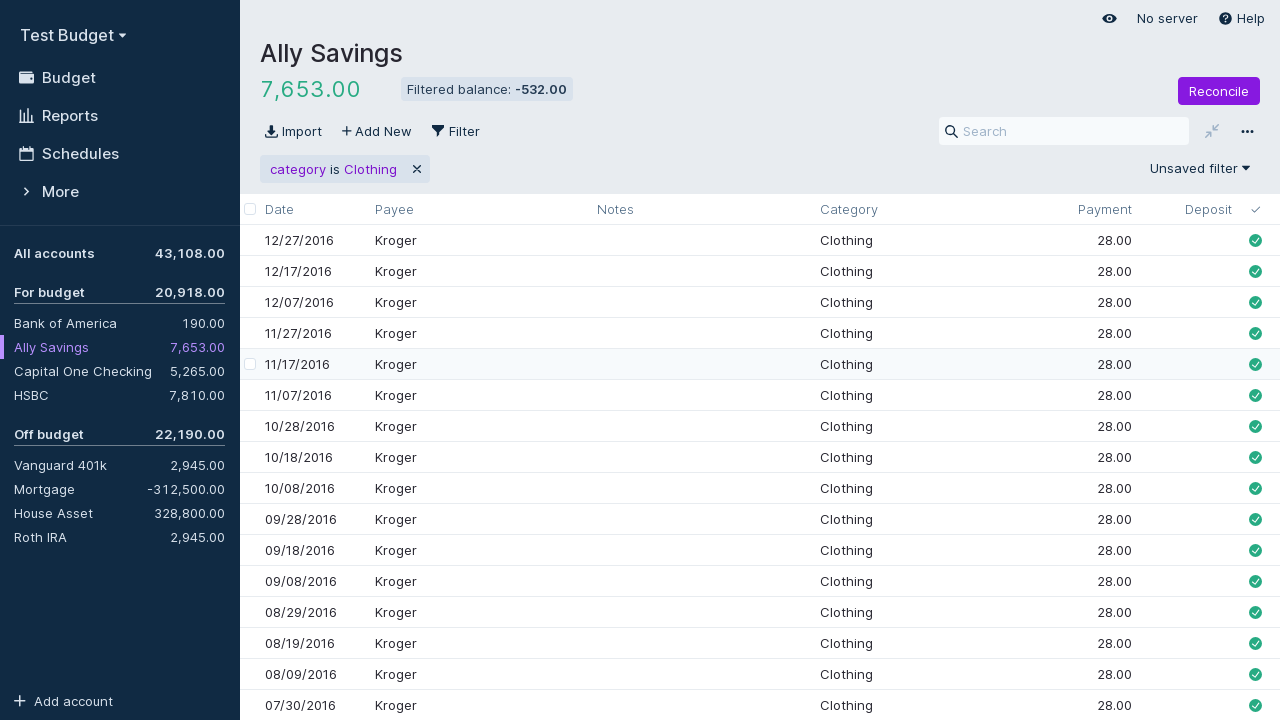 Test Budget
Budget
Reports
Schedules
More
All accounts 43,108.00
For budget 20,918.00
Bank of America 190.00
Ally Savings 7,653.00
Capital One Checking 5,265.00
HSBC 7,810.00
Off budget 22,190.00
Vanguard 401k 2,945.00
Mortgage -312,500.00
House Asset 328,800.00
Roth IRA 2,945.00
Add account
No server Help
Ally Savings
7,653.00 Filtered balance: -532.00
Reconcile
Import Add New Filter Search
category is Clothing Unsaved filter
Date Payee Notes Category Payment Deposit
12/27/2016 Kroger Clothing 28.00
12/17/2016 Kroger Clothing 28.00
12/07/2016 Kroger Clothing 28.00
11/27/2016 Kroger Clothing 28.00
11/17/2016 Kroger Clothing 28.00
11/07/2016 Kroger Clothing 28.00
10/28/2016 Kroger Clothing 28.00
10/18/2016 Kroger Clothing 28.00
10/08/2016 Kroger Clothing 28.00
09/28/2016 Kroger Clothing 28.00
09/18/2016 Kroger Clothing 28.00
09/08/2016 Kroger Clothing 28.00
08/29/2016 Kroger Clothing 28.00
08/19/2016 Kroger Clothing 28.00
08/09/2016 Kroger Clothing 28.00
07/30/2016 Kroger Clothing 28.00